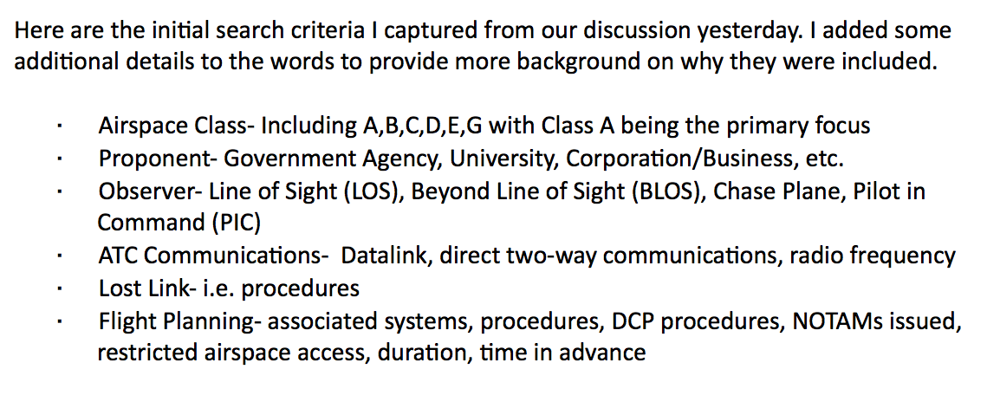 Here are the initial search criteria I captured from our discussion yesterday. I added some
additional details to the words to provide more background on why they were included.
· Airspace Class- Including A,B,C,D,E,G with Class A being the primary focus
· Proponent- Government Agency, University, Corporation/Business, etc.
· Observer- Line of Sight (LOS), Beyond Line of Sight (BLOS), Chase Plane, Pilot in
Command (PIC)
· ATC Communications-  Datalink, direct two-way communications, radio frequency
· Lost Link- i.e. procedures
· Flight Planning- associated systems, procedures, DCP procedures, NOTAMs issued,
restricted airspace access, duration, time in advance